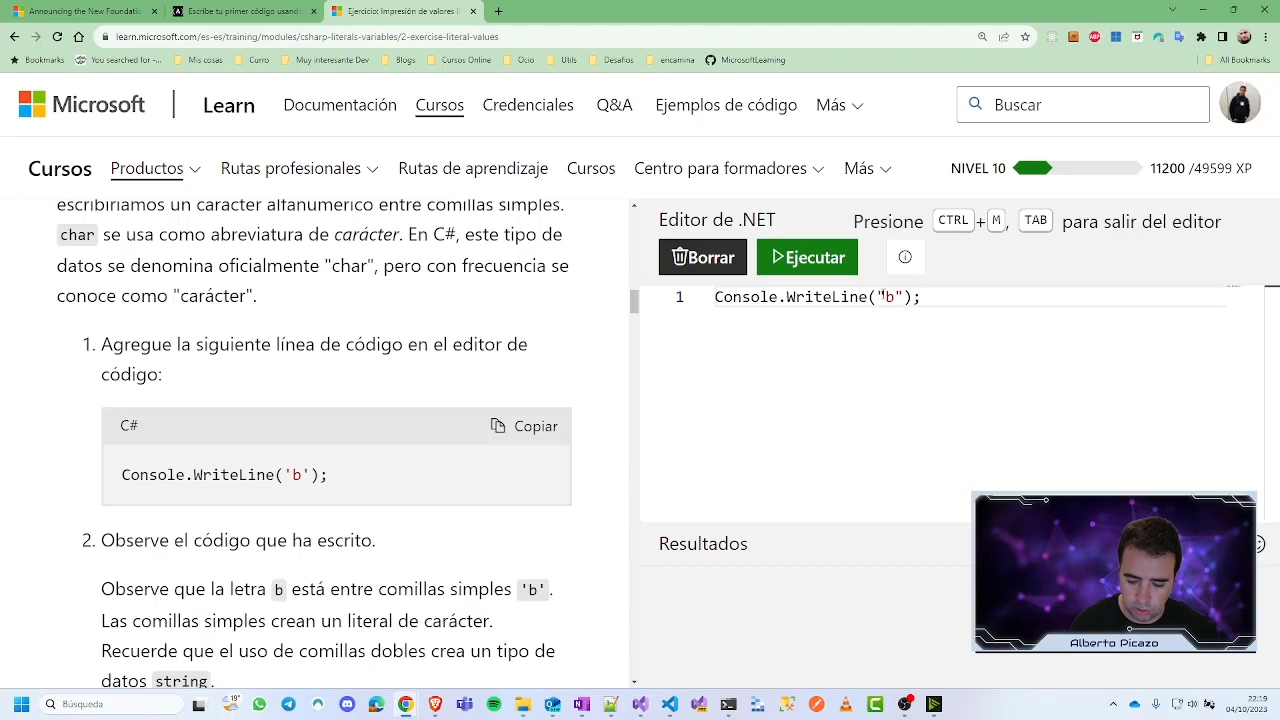 Announcing the New Foundatic
Escribe tu primer código usando
Ejercicio: Impresión de valores li
learn.microsoft.com/es-es/training/modules/csharp-literals-variables/2-exercise-literal-values
Bookmarks
You searched for -...
Mis cosas
Curro
Muy interesante Dev
Blogs
Cursos Online
Ocio
Utils
Desafios
encamina
MicrosoftLearning
All Bookmarks
Microsoft
Learn
Documentación
Cursos
Credenciales
Q&A
Ejemplos de código
Más
Buscar
Cursos
Productos
Rutas profesionales
Rutas de aprendizaje
Cursos
Centro para formadores
Más
NIVEL 10
11200 /49599 XP
escribiríamos un carácter alfanumérico entre comillas simples.
char se usa como abreviatura de carácter. En C#, este tipo de
datos se denomina oficialmente "char", pero con frecuencia se
conoce como "carácter".
1. Agregue la siguiente línea de código en el editor de
código:
C#
Copiar
Console.WriteLine('b');
2. Observe el código que ha escrito.
Observe que la letra b está entre comillas simples 'b'.
Las comillas simples crean un literal de carácter.
Recuerde que el uso de comillas dobles crea un tipo de
datos string.
Editor de .NET
Presione CTRL+M, TAB para salir del editor
Borrar
Ejecutar
1 Console.WriteLine("b");
Resultados
Alberto Picazo
Búsqueda
19°
22:19
04/10/2023